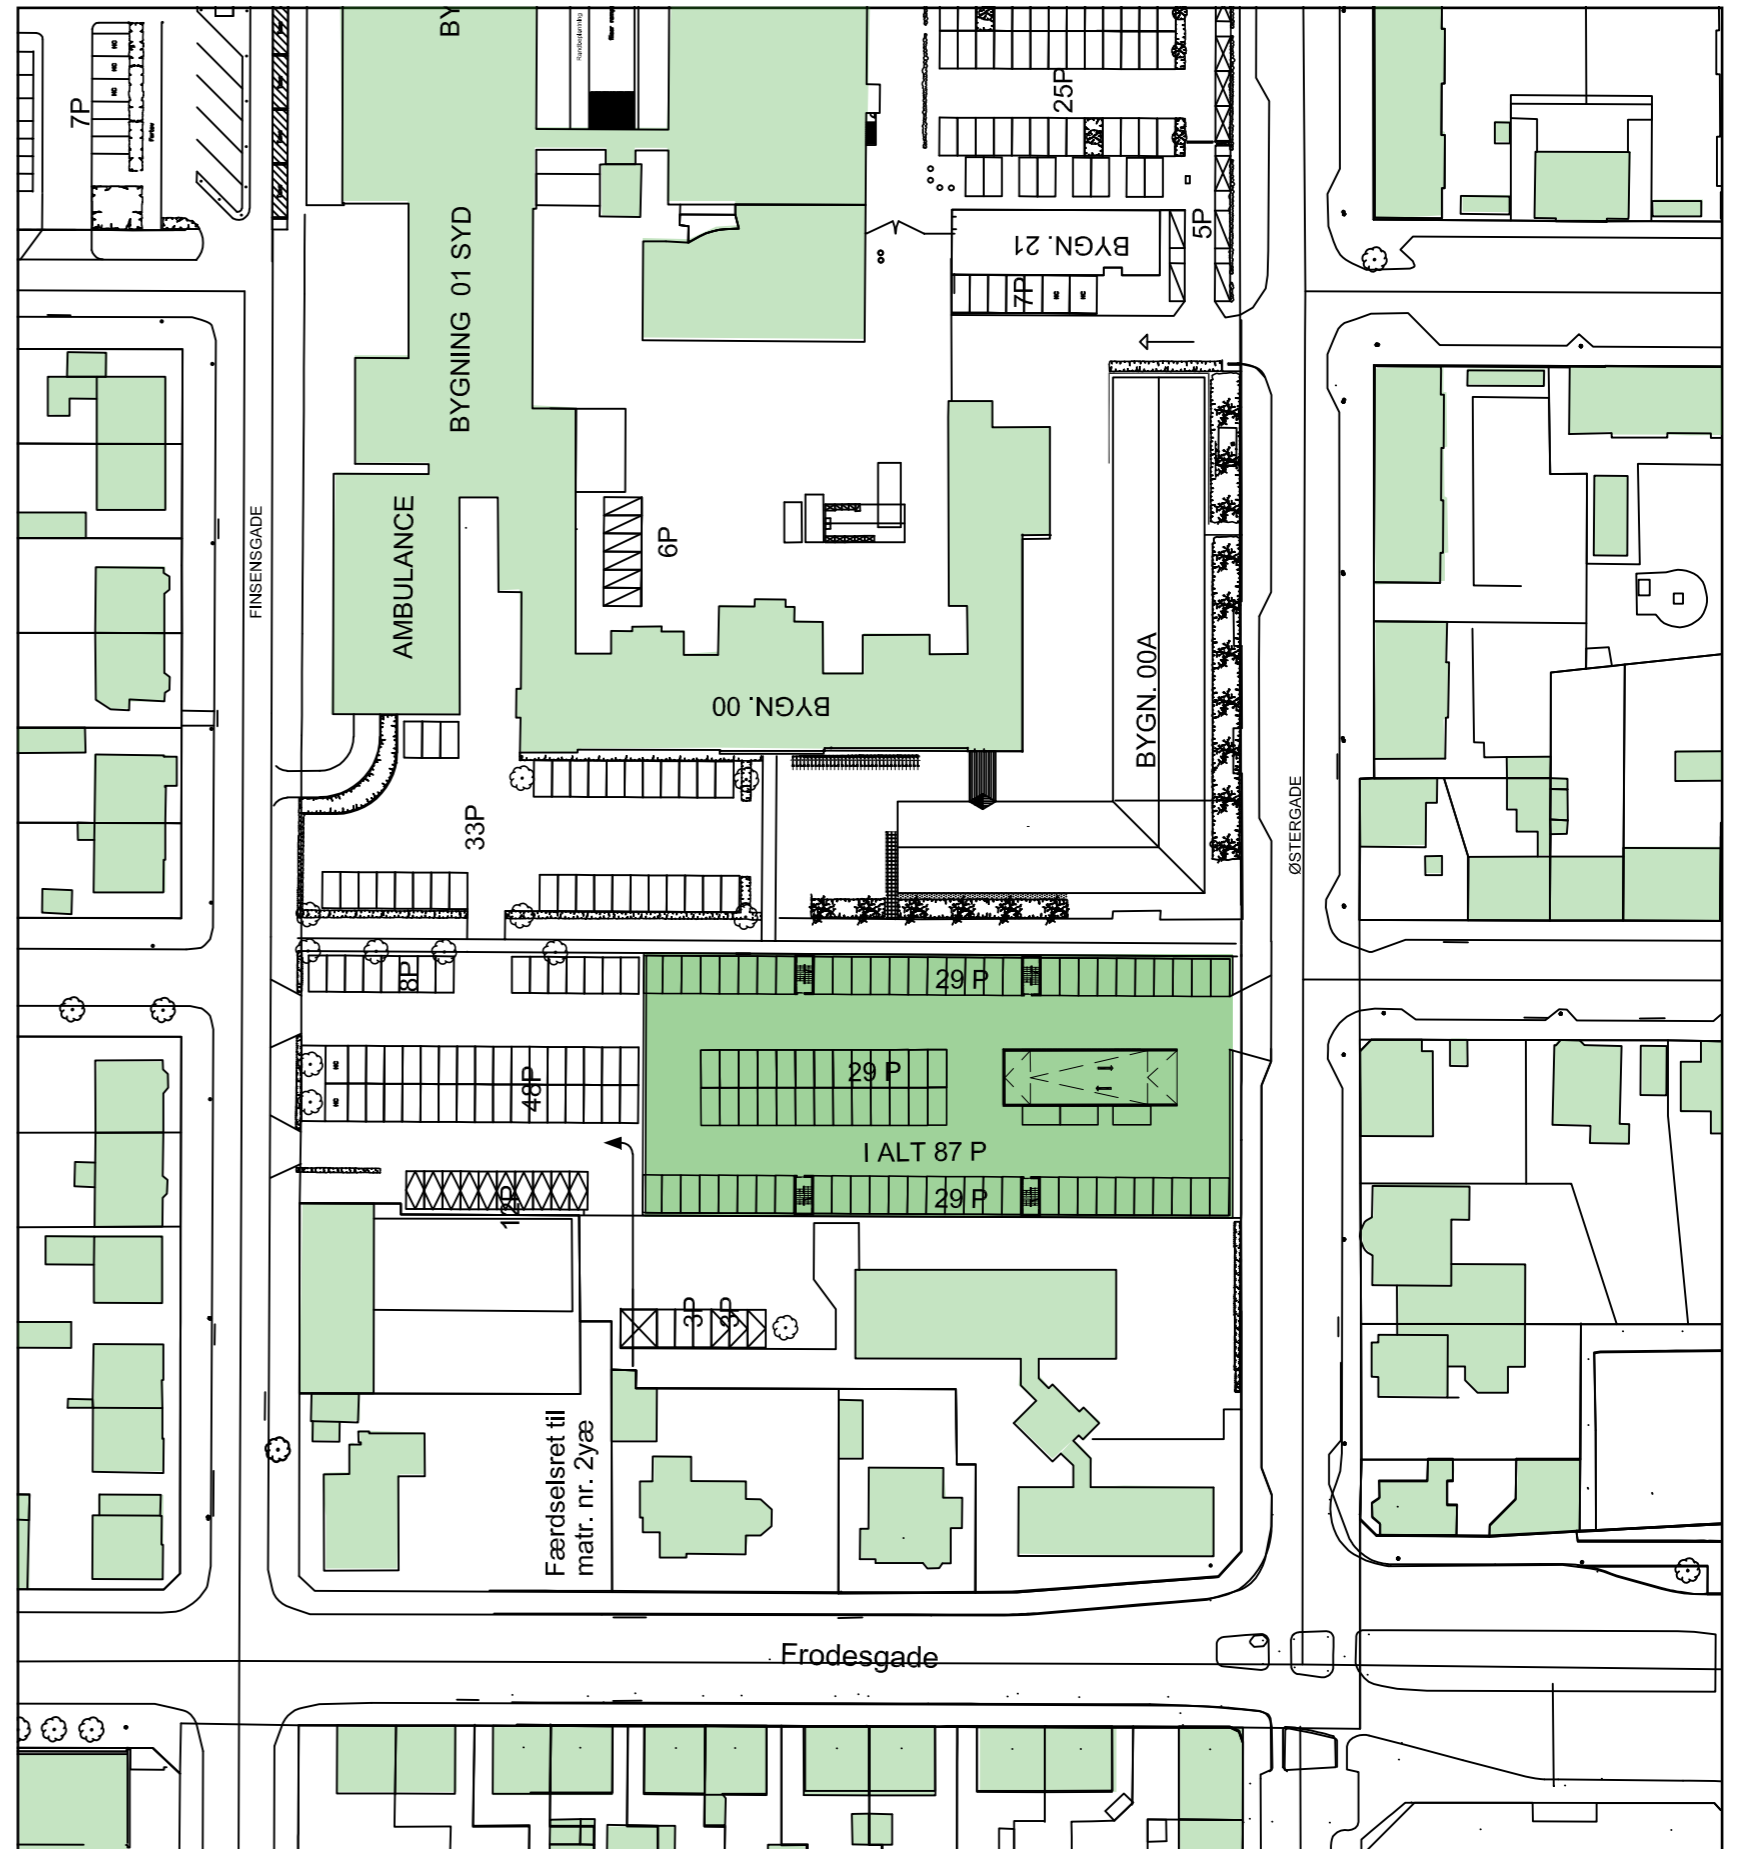 BY
Randbeplantning
7P
25P
5P
BYGNING 01 SYD
BYGN. 21
7P
FINSENSGADE
AMBULANCE
6P
BYGN. 00
BYGN. 00A
ØSTERGADE
33P
8P
29 P
48P
29 P
I ALT 87 P
12P
29 P
3P
3P
Færdselsret til
matr. nr. 2yæ
Frodesgade